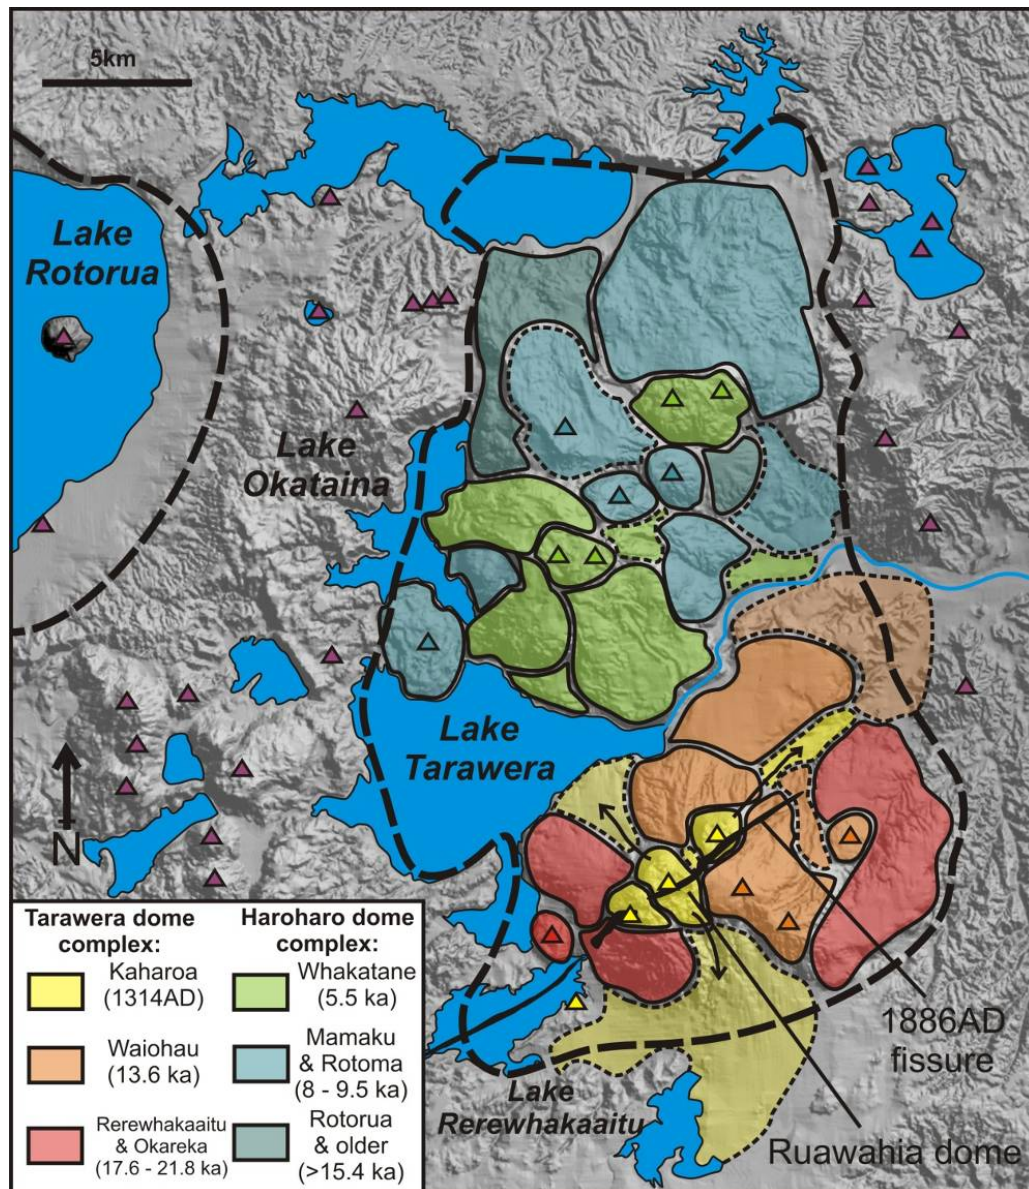 5km
Lake
Rotorua
Lake
Okataina
Lake
Tarawera
N
Lake
Rerewhakaaitu
1886AD
fissure
Ruawahia dome
Tarawera dome
complex:
Kaharoa
(1314AD)
Waiohau
(13.6 ka)
Rerewhakaaitu
& Okareka
(17.6 - 21.8 ka)
Haroharo dome
complex:
Whakatane
(5.5 ka)
Mamaku
& Rotoma
(8 - 9.5 ka)
Rotorua
& older
(>15.4 ka)